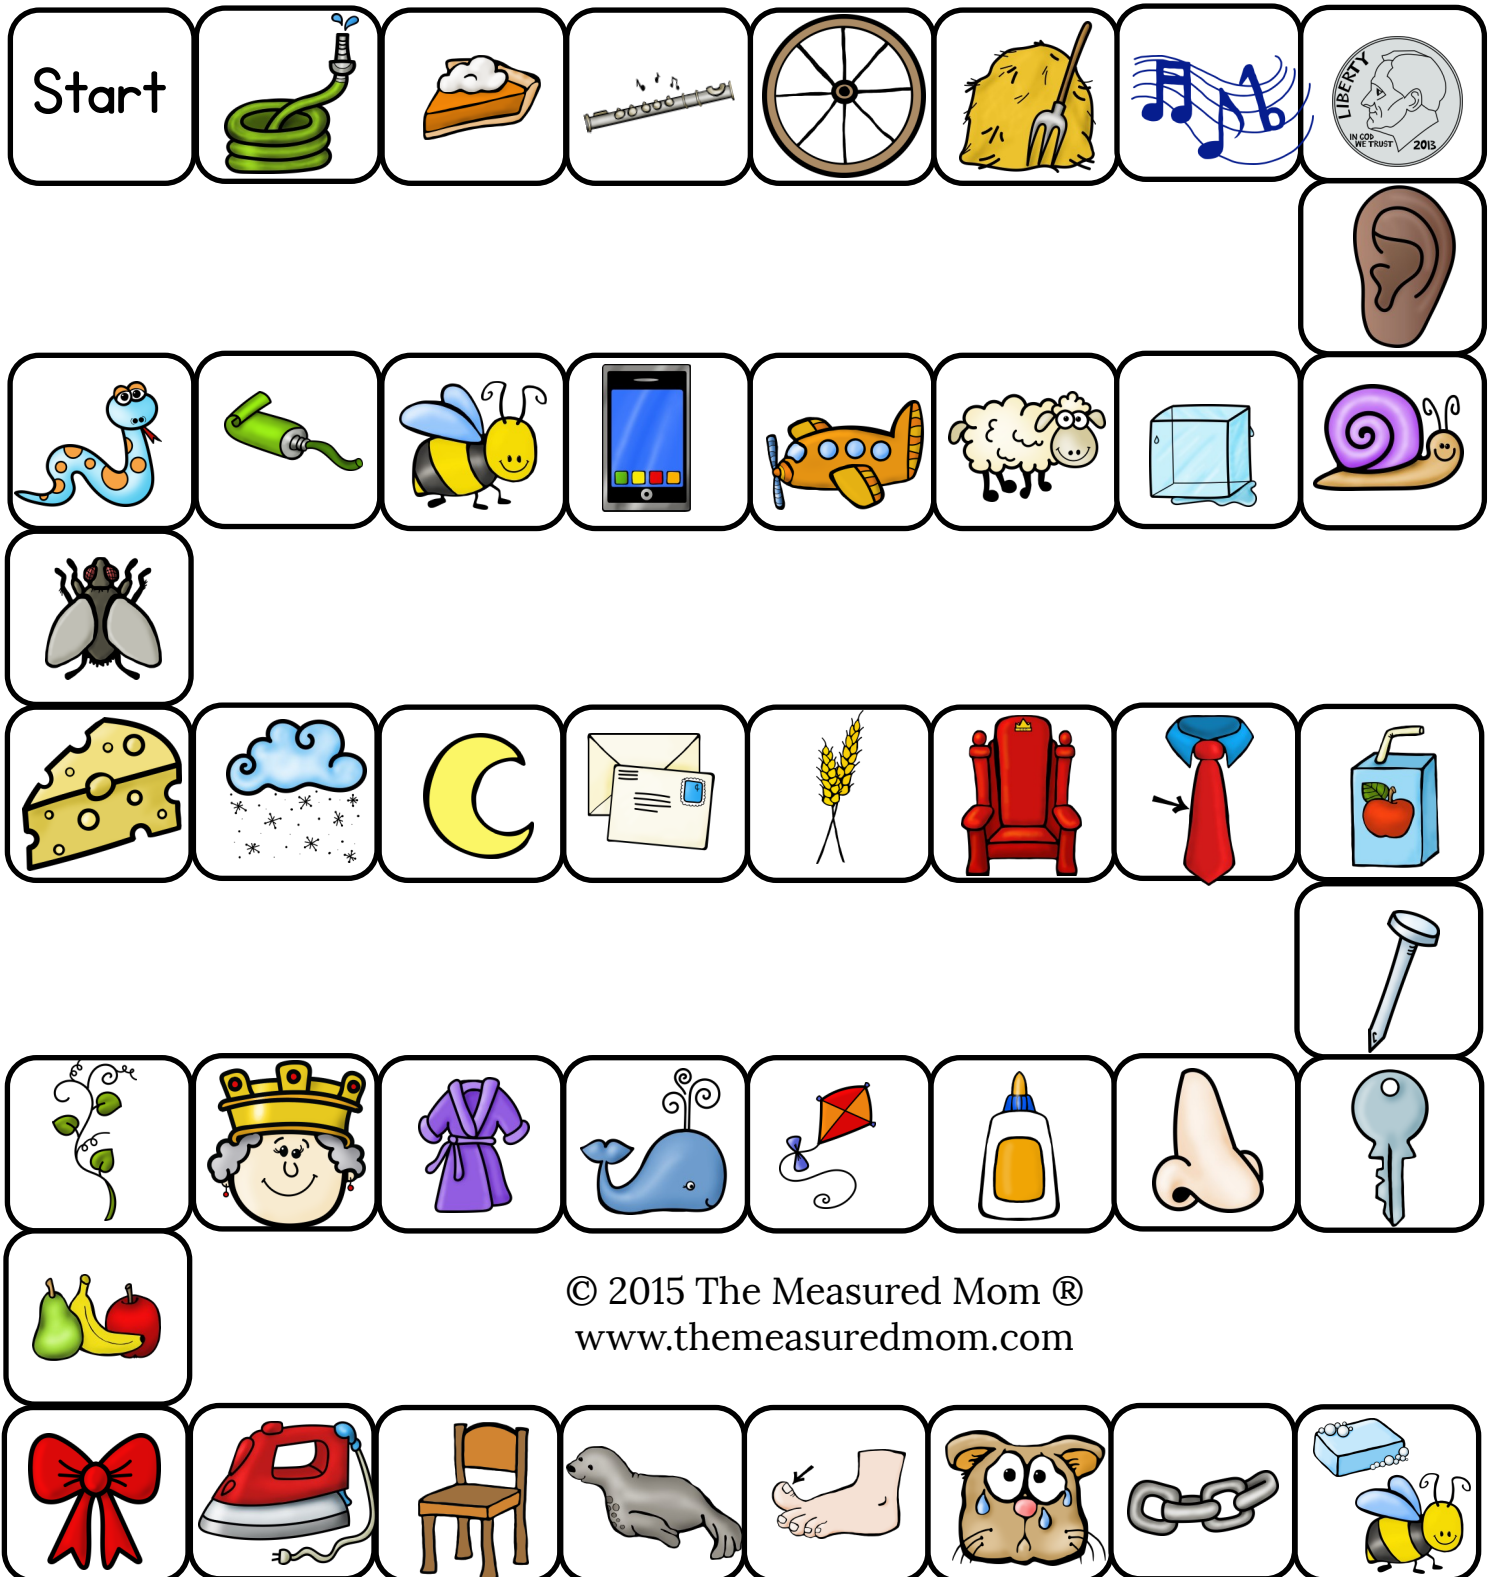 Start
LIBERTY
IN GOD
WE TRUST
2013
© 2015 The Measured Mom ®
www.themeasuredmom.com